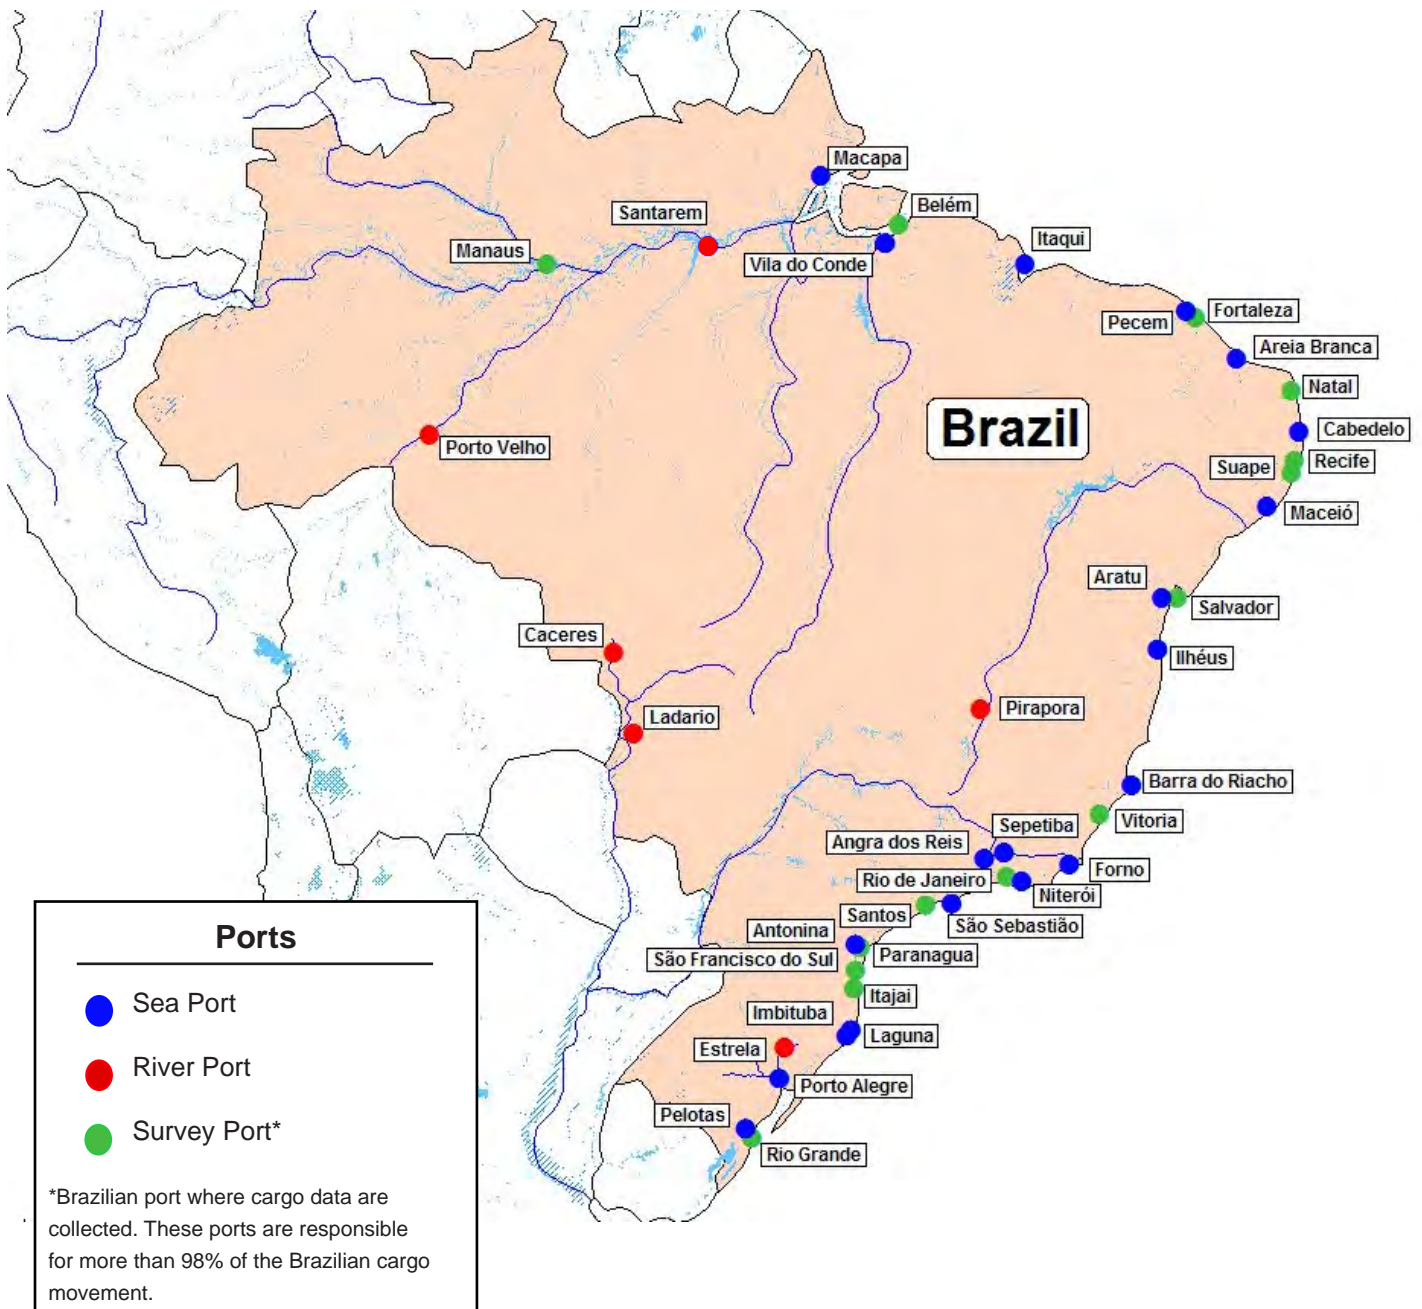 Macapa
Belém
Santarem
Itaqui
Manaus
Vila do Conde
Fortaleza
Pecem
Areia Branca
Natal
Brazil
Cabedelo
Porto Velho
Recife
Suape
Maceió
Aratu
Salvador
Caceres
Ilhéus
Pirapora
Ladario
Barra do Riacho
Vitoria
Sepetiba
Angra dos Reis
Forno
Rio de Janeiro
Niterói
Santos
São Sebastião
Antonina
Paranagua
São Francisco do Sul
Itajai
Imbituba
Laguna
Estrela
Porto Alegre
Pelotas
Rio Grande
Ports
Sea Port
River Port
Survey Port*
*Brazilian port where cargo data are
collected. These ports are responsible
for more than 98% of the Brazilian cargo
movement.